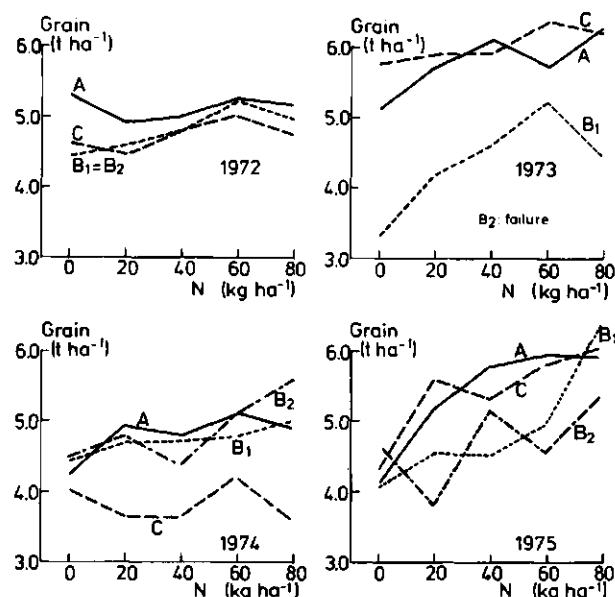 Grain
(t ha⁻¹)
6.0
5.0
4.0
3.0
A
C
B₁=B₂
1972
0 20 40 60 80
N (kg ha⁻¹)
Grain
(t ha⁻¹)
6.0
5.0
4.0
3.0
C
A
B₁
1973
B₂: failure
0 20 40 60 80
N (kg ha⁻¹)
Grain
(t ha⁻¹)
6.0
5.0
4.0
3.0
A
B₂
B₁
C
1974
0 20 40 60 80
N (kg ha⁻¹)
Grain
(t ha⁻¹)
6.0
5.0
4.0
3.0
B₁
A
C
B₂
1975
0 20 40 60 80
N (kg ha⁻¹)